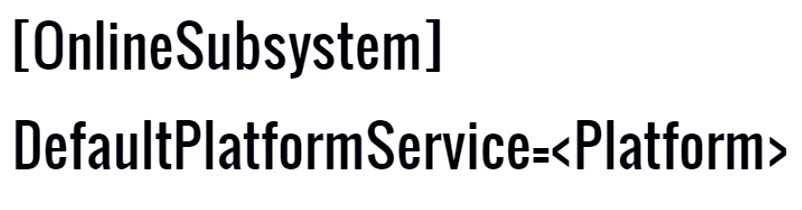 [OnlineSubsystem]
DefaultPlatformService=<Platform>